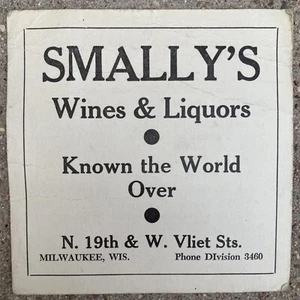 SMALLY'S
Wines & Liquors
Known the World
Over
N. 19th & W. Vliet Sts.
MILWAUKEE, WIS. Phone DIvision 3460